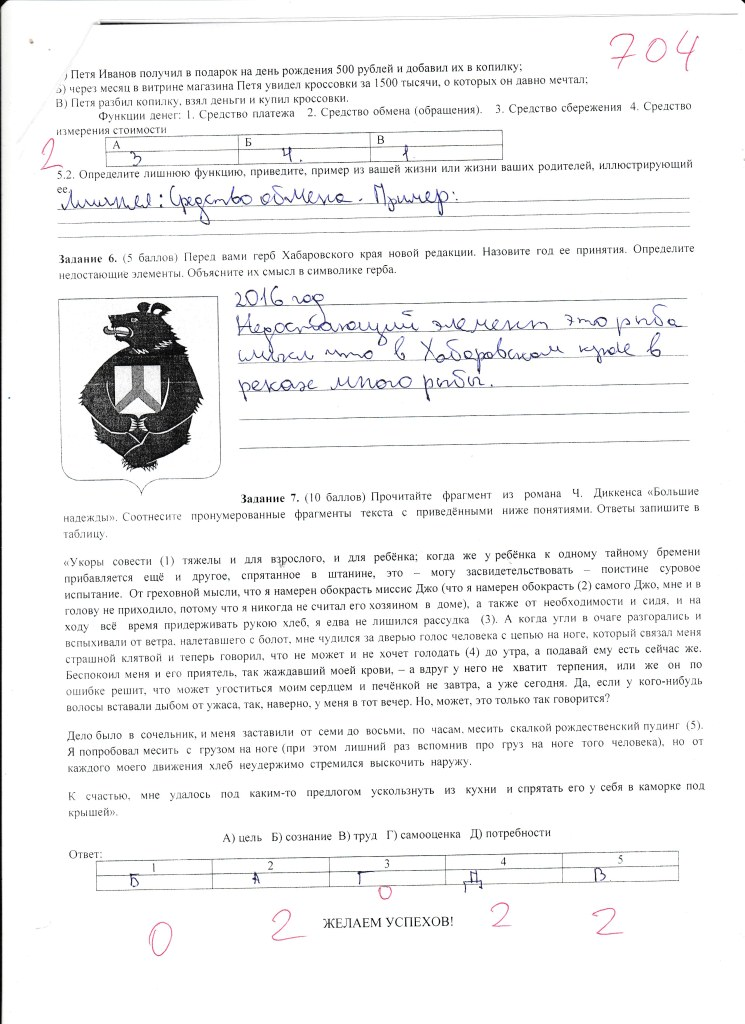 704
) Петя Иванов получил в подарок на день рождения 500 рублей и добавил их в копилку;
) через месяц в витрине магазина Петя увидел кроссовки за 1500 тысячи, о которых он давно мечтал;
В) Петя разбил копилку, взял деньги и купил кроссовки.
Функции денег: 1. Средство платежа 2. Средство обмена (обращения). 3. Средство сбережения 4. Средство
измерения стоимости
А Б В
2 3 4. 1
5.2. Определите лишнюю функцию, приведите, пример из вашей жизни или жизни ваших родителей, иллюстрирующий
ее.
Лишняя: Средство обмена. Пример:
Задание 6. (5 баллов) Перед вами герб Хабаровского края новой редакции. Назовите год ее принятия. Определите
недостающие элементы. Объясните их смысл в символике герба.
2016 год
Недостающий элемент это рыба
смысл что в Хабаровском крае в
реках много рыбы.
Задание 7. (10 баллов) Прочитайте фрагмент из романа Ч. Диккенса «Большие
надежды». Соотнесите пронумерованные фрагменты текста с приведёнными ниже понятиями. Ответы запишите в
таблицу.
«Укоры совести (1) тяжелы и для взрослого, и для ребёнка; когда же у ребёнка к одному тайному бремени
прибавляется ещё и другое, спрятанное в штанине, это – могу засвидетельствовать – поистине суровое
испытание. От греховной мысли, что я намерен обокрасть миссис Джо (что я намерен обокрасть (2) самого Джо, мне и в
голову не приходило, потому что я никогда не считал его хозяином в доме), а также от необходимости и сидя, и на
ходу всё время придерживать рукою хлеб, я едва не лишился рассудка (3). А когда угли в очаге разгорались и
вспыхивали от ветра, налетавшего с болот, мне чудился за дверью голос человека с цепью на ноге, который связал меня
страшной клятвой и теперь говорил, что не может и не хочет голодать (4) до утра, а подавай ему есть сейчас же.
Беспокоил меня и его приятель, так жаждавший моей крови, – а вдруг у него не хватит терпения, или же он по
ошибке решит, что может угоститься моим сердцем и печёнкой не завтра, а уже сегодня. Да, если у кого-нибудь
волосы вставали дыбом от ужаса, так, наверно, у меня в тот вечер. Но, может, это только так говорится?
Дело было в сочельник, и меня заставили от семи до восьми, по часам, месить скалкой рождественский пудинг (5).
Я попробовал месить с грузом на ноге (при этом лишний раз вспомнив про груз на ноге того человека), но от
каждого моего движения хлеб неудержимо стремился выскочить наружу.
К счастью, мне удалось под каким-то предлогом ускользнуть из кухни и спрятать его у себя в каморке под
крышей».
А) цель Б) сознание В) труд Г) самооценка Д) потребности
Ответ:
1 2 3 4 5
Б А Г Д В
0
ЖЕЛАЕМ УСПЕХОВ!
0 2 2 2